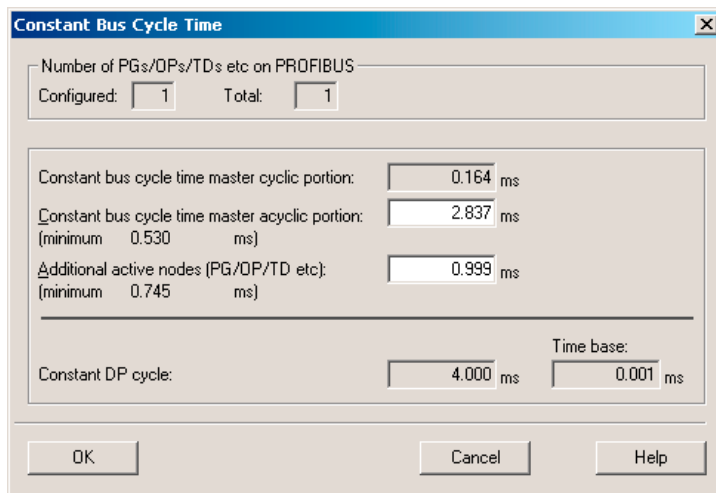 Constant Bus Cycle Time
Number of PGs/OPs/TDs etc on PROFIBUS
Configured: 1 Total: 1
Constant bus cycle time master cyclic portion: 0.164 ms
Constant bus cycle time master acyclic portion: 2.837 ms
(minimum 0.530 ms)
Additional active nodes (PG/OP/TD etc): 0.999 ms
(minimum 0.745 ms)
Time base:
Constant DP cycle: 4.000 ms 0.001 ms
OK Cancel Help